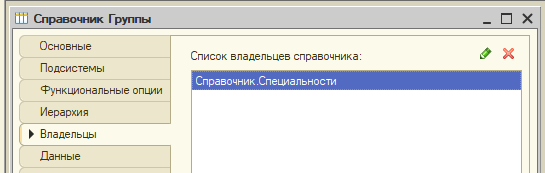 Справочник Группы
Основные
Подсистемы
Функциональные опции
Иерархия
Владельцы
Данные
Список владельцев справочника:
Справочник.Специальности